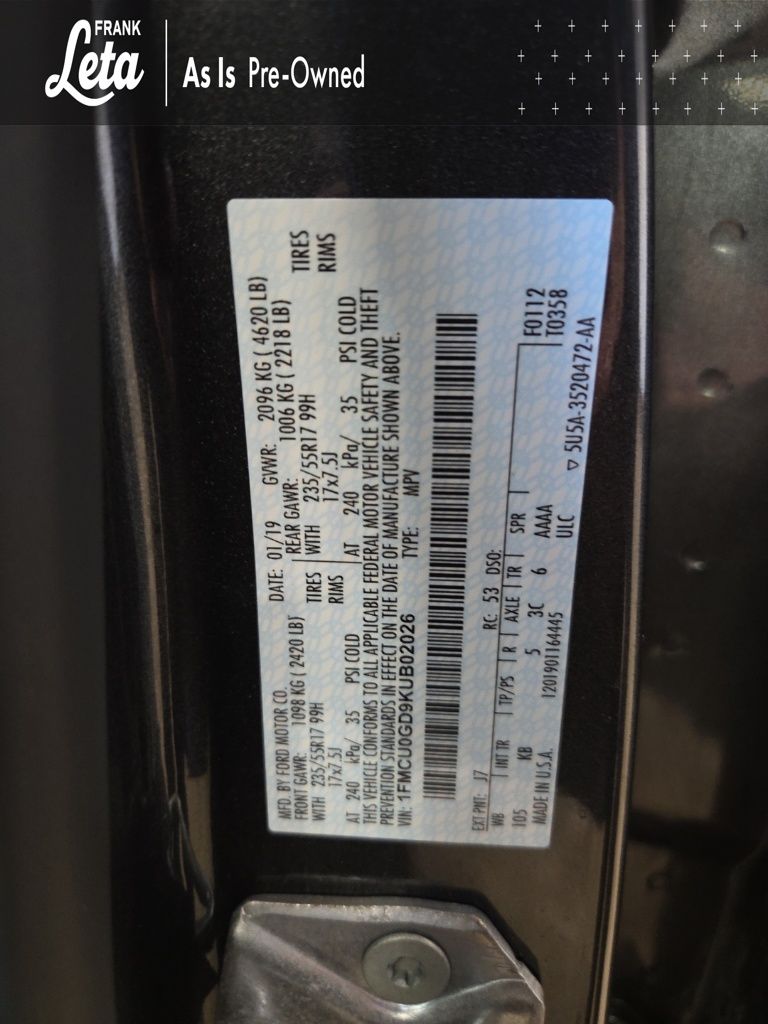 FRANK
Leta
As Is Pre-Owned
MFD. BY FORD MOTOR CO.
DATE: 01/19 GVWR: 2096 KG ( 4620 LB)
FRONT GAWR: 1098 KG ( 2420 LB)
REAR GAWR: 1006 KG ( 2218 LB)
WITH 235/55R17 99H TIRES
WITH 235/55R17 99H TIRES
17x7.5J RIMS
17x7.5J RIMS
AT 240 kPa/ 35 PSI COLD
AT 240 kPa/ 35 PSI COLD
THIS VEHICLE CONFORMS TO ALL APPLICABLE FEDERAL MOTOR VEHICLE SAFETY AND THEFT
PREVENTION STANDARDS IN EFFECT ON THE DATE OF MANUFACTURE SHOWN ABOVE.
VIN: 1FMCU0GD9KUB02026 TYPE: MPV
EXT PNT: J7 RC: 53 DSO:
WB INT TR TP/PS R AXLE TR SPR
105 KB 5 3C 6 AAAA
F0112
T0358
MADE IN U.S.A. 1201901164445 ULC
▽ 5U5A-3520472-AA